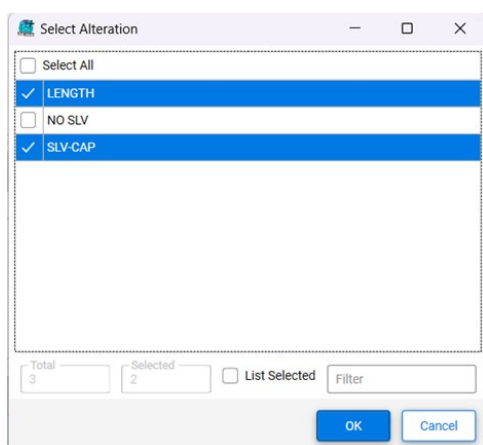 Select Alteration
Select All
LENGTH
NO SLV
SLV-CAP
Total
3
Selected
2
List Selected
Filter
OK
Cancel